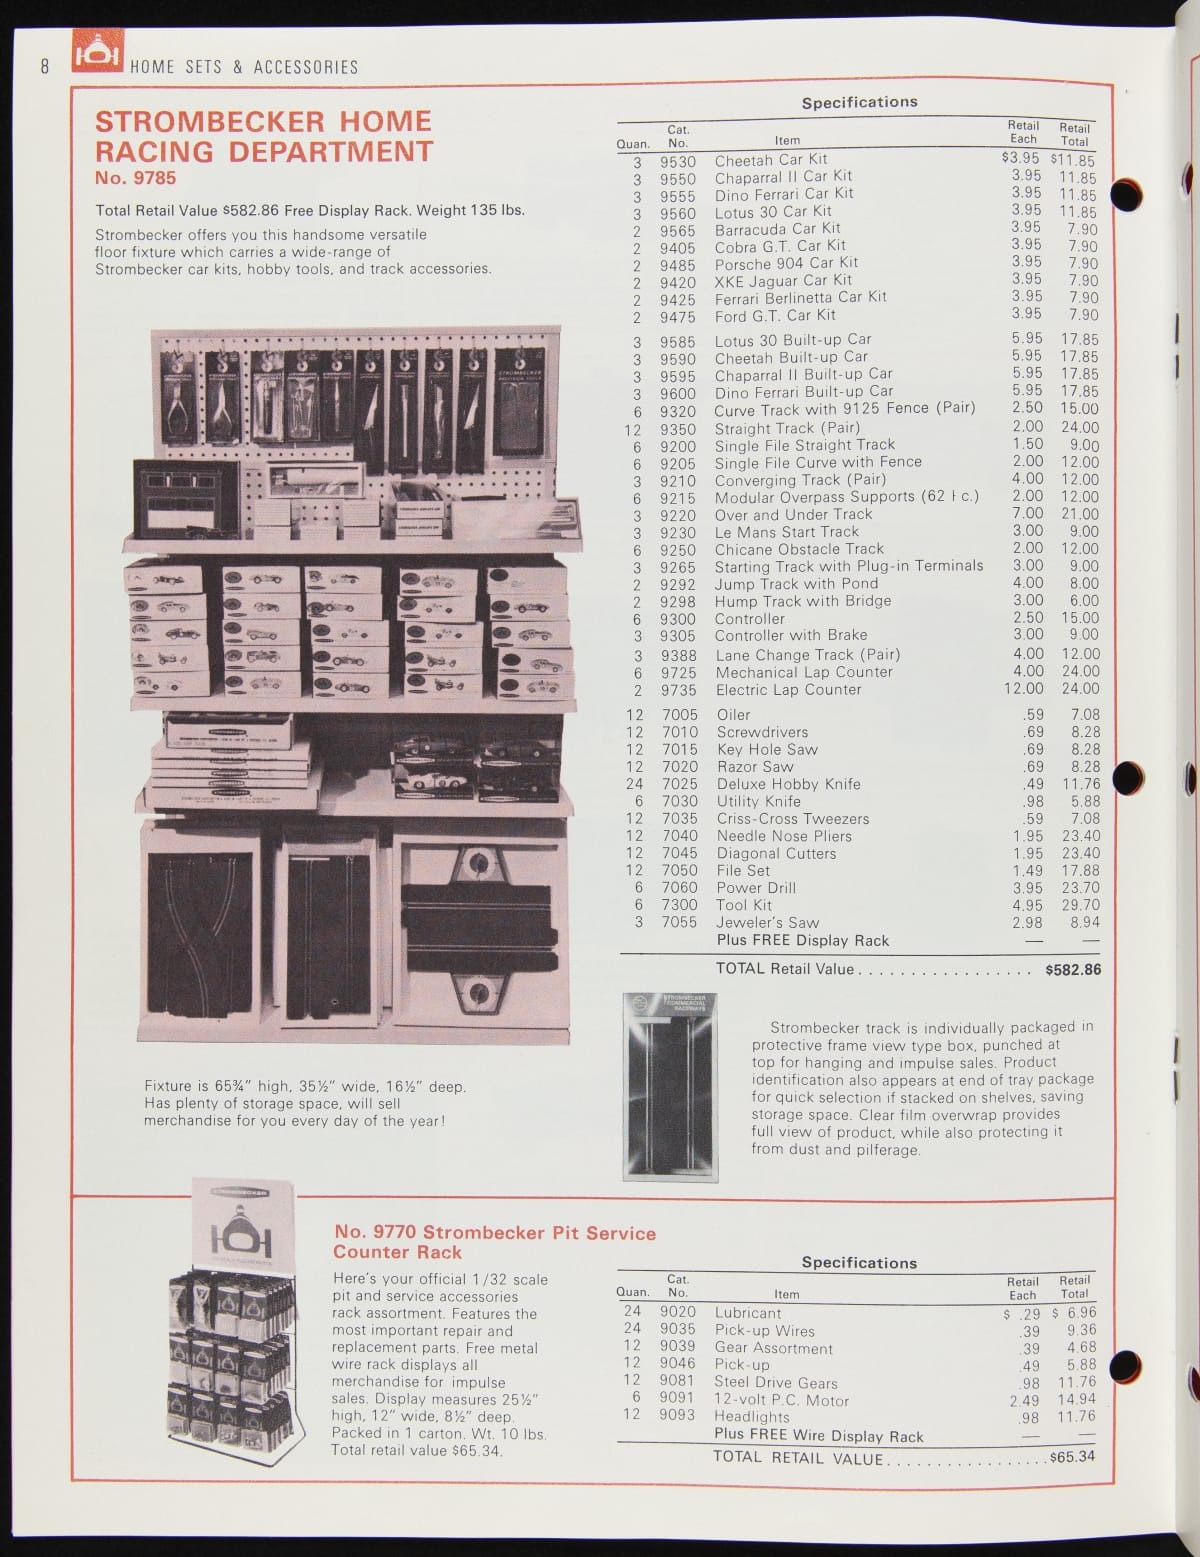 8
HOME SETS & ACCESSORIES
STROMBECKER HOME
RACING DEPARTMENT
No. 9785
Total Retail Value $582.86 Free Display Rack. Weight 135 lbs.
Strombecker offers you this handsome versatile
floor fixture which carries a wide-range of
Strombecker car kits, hobby tools, and track accessories.
Fixture is 65¾" high, 35½" wide, 16½" deep.
Has plenty of storage space, will sell
merchandise for you every day of the year!
Specifications
Quan. Cat. No. Item Retail Each Retail Total
3 9530 Cheetah Car Kit $3.95 $11.85
3 9550 Chaparral II Car Kit 3.95 11.85
3 9555 Dino Ferrari Car Kit 3.95 11.85
3 9560 Lotus 30 Car Kit 3.95 11.85
2 9565 Barracuda Car Kit 3.95 7.90
2 9405 Cobra G.T. Car Kit 3.95 7.90
2 9485 Porsche 904 Car Kit 3.95 7.90
2 9420 XKE Jaguar Car Kit 3.95 7.90
2 9425 Ferrari Berlinetta Car Kit 3.95 7.90
2 9475 Ford G.T. Car Kit 3.95 7.90
3 9585 Lotus 30 Built-up Car 5.95 17.85
3 9590 Cheetah Built-up Car 5.95 17.85
3 9595 Chaparral II Built-up Car 5.95 17.85
3 9600 Dino Ferrari Built-up Car 5.95 17.85
6 9320 Curve Track with 9125 Fence (Pair) 2.50 15.00
12 9350 Straight Track (Pair) 2.00 24.00
6 9200 Single File Straight Track 1.50 9.00
6 9205 Single File Curve with Fence 2.00 12.00
3 9210 Converging Track (Pair) 4.00 12.00
6 9215 Modular Overpass Supports (62 c.) 2.00 12.00
3 9220 Over and Under Track 7.00 21.00
3 9230 Le Mans Start Track 3.00 9.00
6 9250 Chicane Obstacle Track 2.00 12.00
3 9265 Starting Track with Plug-in Terminals 3.00 9.00
2 9292 Jump Track with Pond 4.00 8.00
2 9298 Hump Track with Bridge 3.00 6.00
6 9300 Controller 2.50 15.00
3 9305 Controller with Brake 3.00 9.00
3 9388 Lane Change Track (Pair) 4.00 12.00
6 9725 Mechanical Lap Counter 4.00 24.00
2 9735 Electric Lap Counter 12.00 24.00
12 7005 Oiler .59 7.08
12 7010 Screwdrivers .69 8.28
12 7015 Key Hole Saw .69 8.28
12 7020 Razor Saw .69 8.28
24 7025 Deluxe Hobby Knife .49 11.76
6 7030 Utility Knife .98 5.88
12 7035 Criss-Cross Tweezers .59 7.08
12 7040 Needle Nose Pliers 1.95 23.40
12 7045 Diagonal Cutters 1.95 23.40
12 7050 File Set 1.49 17.88
6 7060 Power Drill 3.95 23.70
6 7300 Tool Kit 4.95 29.70
3 7055 Jeweler's Saw 2.98 8.94
Plus FREE Display Rack — —
TOTAL Retail Value . . . . . . . . . . . . . . . . . $582.86
STROMBECKER
COMMERCIAL
RACEWAYS
Strombecker track is individually packaged in
protective frame view type box, punched at
top for hanging and impulse sales. Product
identification also appears at end of tray package
for quick selection if stacked on shelves, saving
storage space. Clear film overwrap provides
full view of product, while also protecting it
from dust and pilferage.
STROMBECKER
No. 9770 Strombecker Pit Service
Counter Rack
Here's your official 1/32 scale
pit and service accessories
rack assortment. Features the
most important repair and
replacement parts. Free metal
wire rack displays all
merchandise for impulse
sales. Display measures 25½"
high, 12" wide, 8½" deep.
Packed in 1 carton. Wt. 10 lbs.
Total retail value $65.34.
Specifications
Quan. Cat. No. Item Retail Each Retail Total
24 9020 Lubricant $ .29 $ 6.96
24 9035 Pick-up Wires .39 9.36
12 9039 Gear Assortment .39 4.68
12 9046 Pick-up .49 5.88
12 9081 Steel Drive Gears .98 11.76
6 9091 12-volt P.C. Motor 2.49 14.94
12 9093 Headlights .98 11.76
Plus FREE Wire Display Rack — —
TOTAL RETAIL VALUE . . . . . . . . . . . . . . . . . $65.34